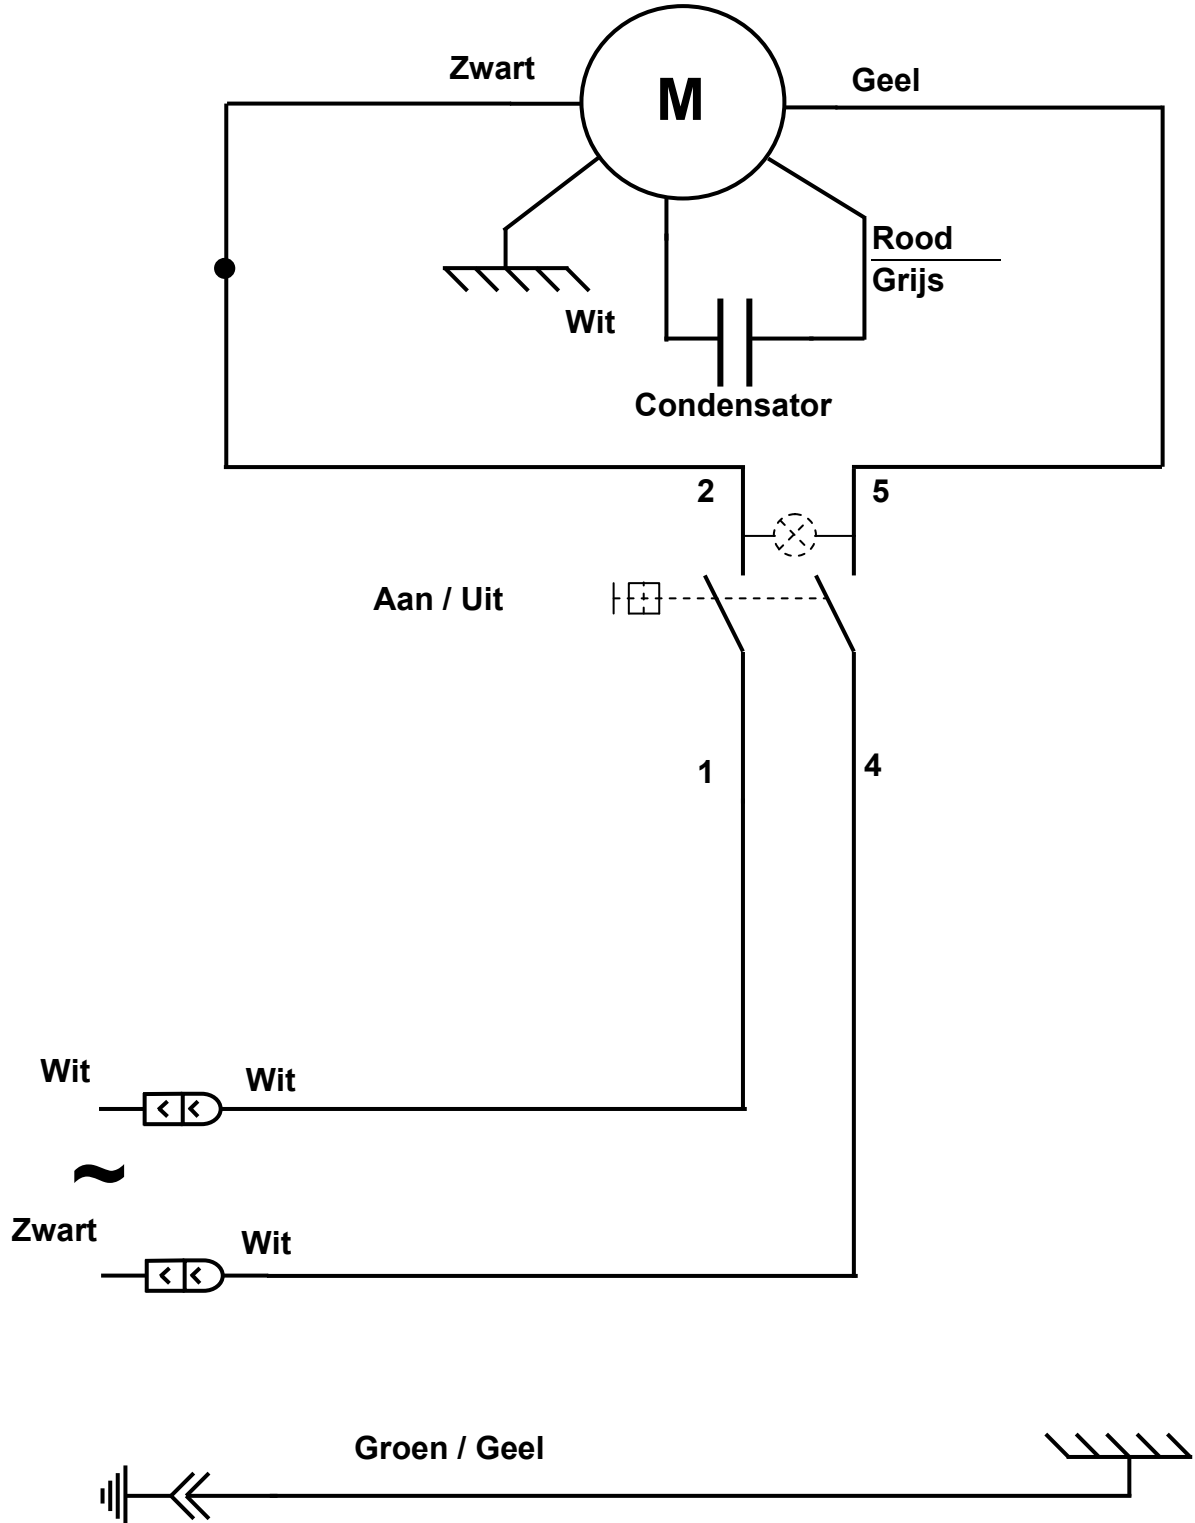 Zwart
M
Geel
Rood
Grijs
Wit
Condensator
2
5
Aan / Uit
1
4
Wit
Wit
~
Zwart
Wit
Groen / Geel